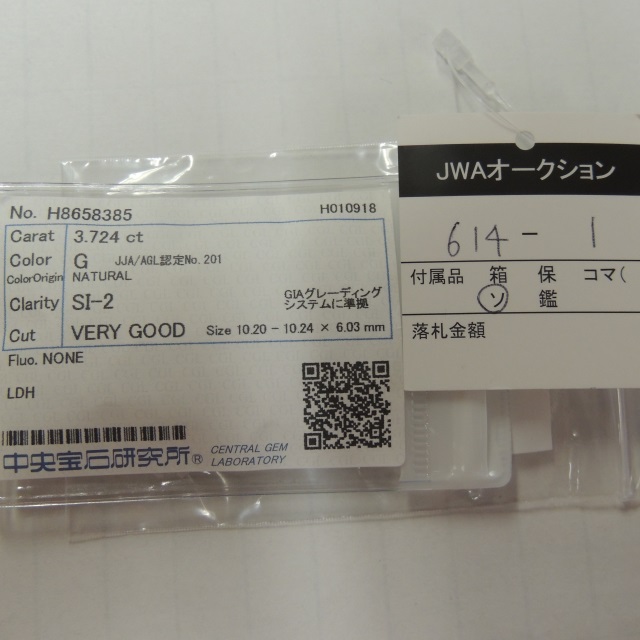 No. H8658385 H010918
Carat 3.724 ct
Color G JJA/AGL認定No.201
ColorOrigin NATURAL
Clarity SI-2 GIAグレーディング
システムに準拠
Cut VERY GOOD Size 10.20 - 10.24 × 6.03 mm
Fluo. NONE
LDH
中央宝石研究所® CENTRAL GEM
LABORATORY
JWAオークション
614 - 1
付属品 箱 保 コマ(
ソ 鑑
落札金額